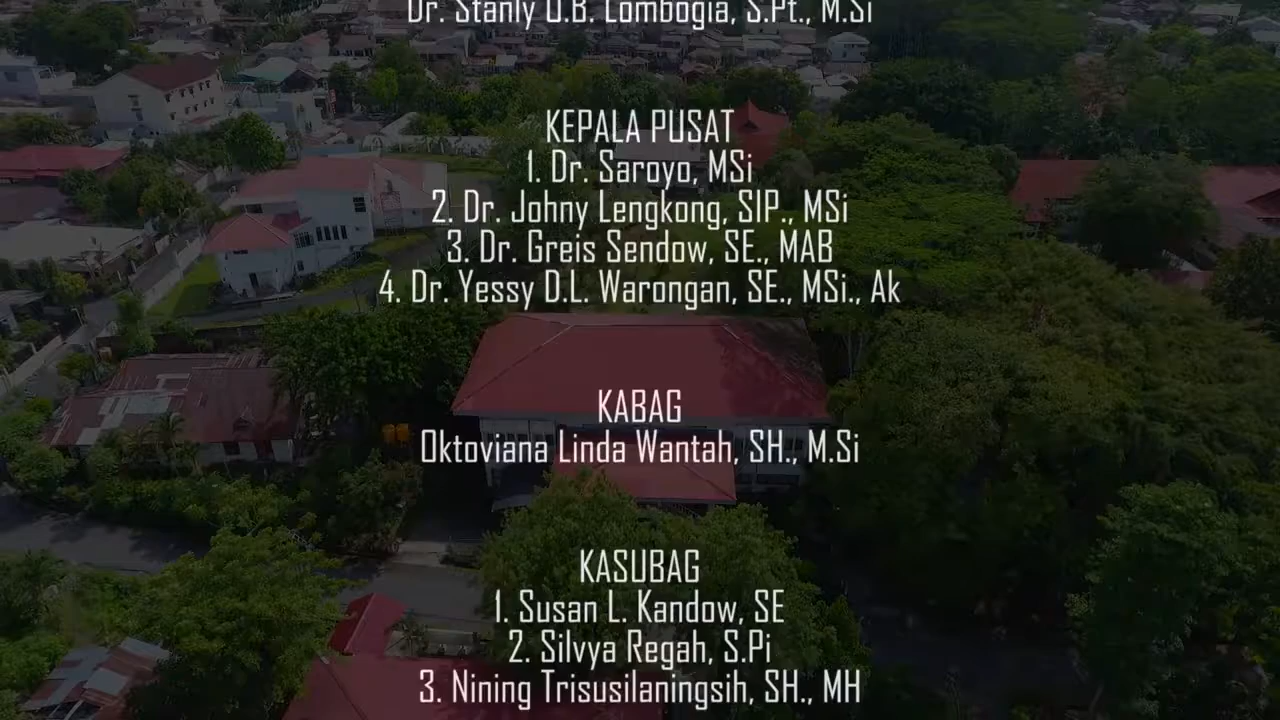 Dr. Stanly O.B. Lombogia, S.Pt., M.Si
KEPALA PUSAT
1. Dr. Saroyo, MSi
2. Dr. Johny Lengkong, SIP., MSi
3. Dr. Greis Sendow, SE., MAB
4. Dr. Yessy D.L. Warongan, SE., MSi., Ak
KABAG
Oktoviana Linda Wantah, SH., M.Si
KASUBAG
1. Susan L. Kandow, SE
2. Silvya Regah, S.Pi
3. Nining Trisusilaningsih, SH., MH